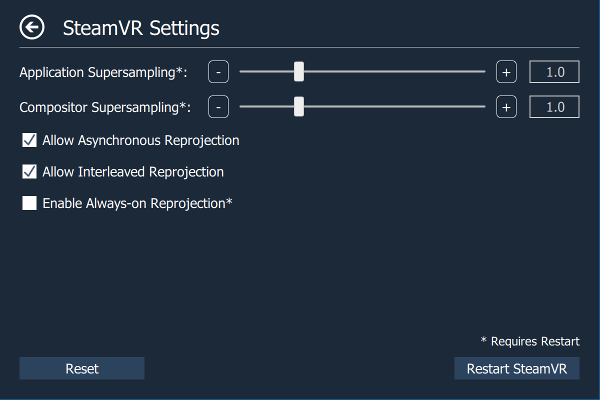 SteamVR Settings
Application Supersampling*: - + 1.0
Compositor Supersampling*: - + 1.0
Allow Asynchronous Reprojection
Allow Interleaved Reprojection
Enable Always-on Reprojection*
* Requires Restart
Reset Restart SteamVR